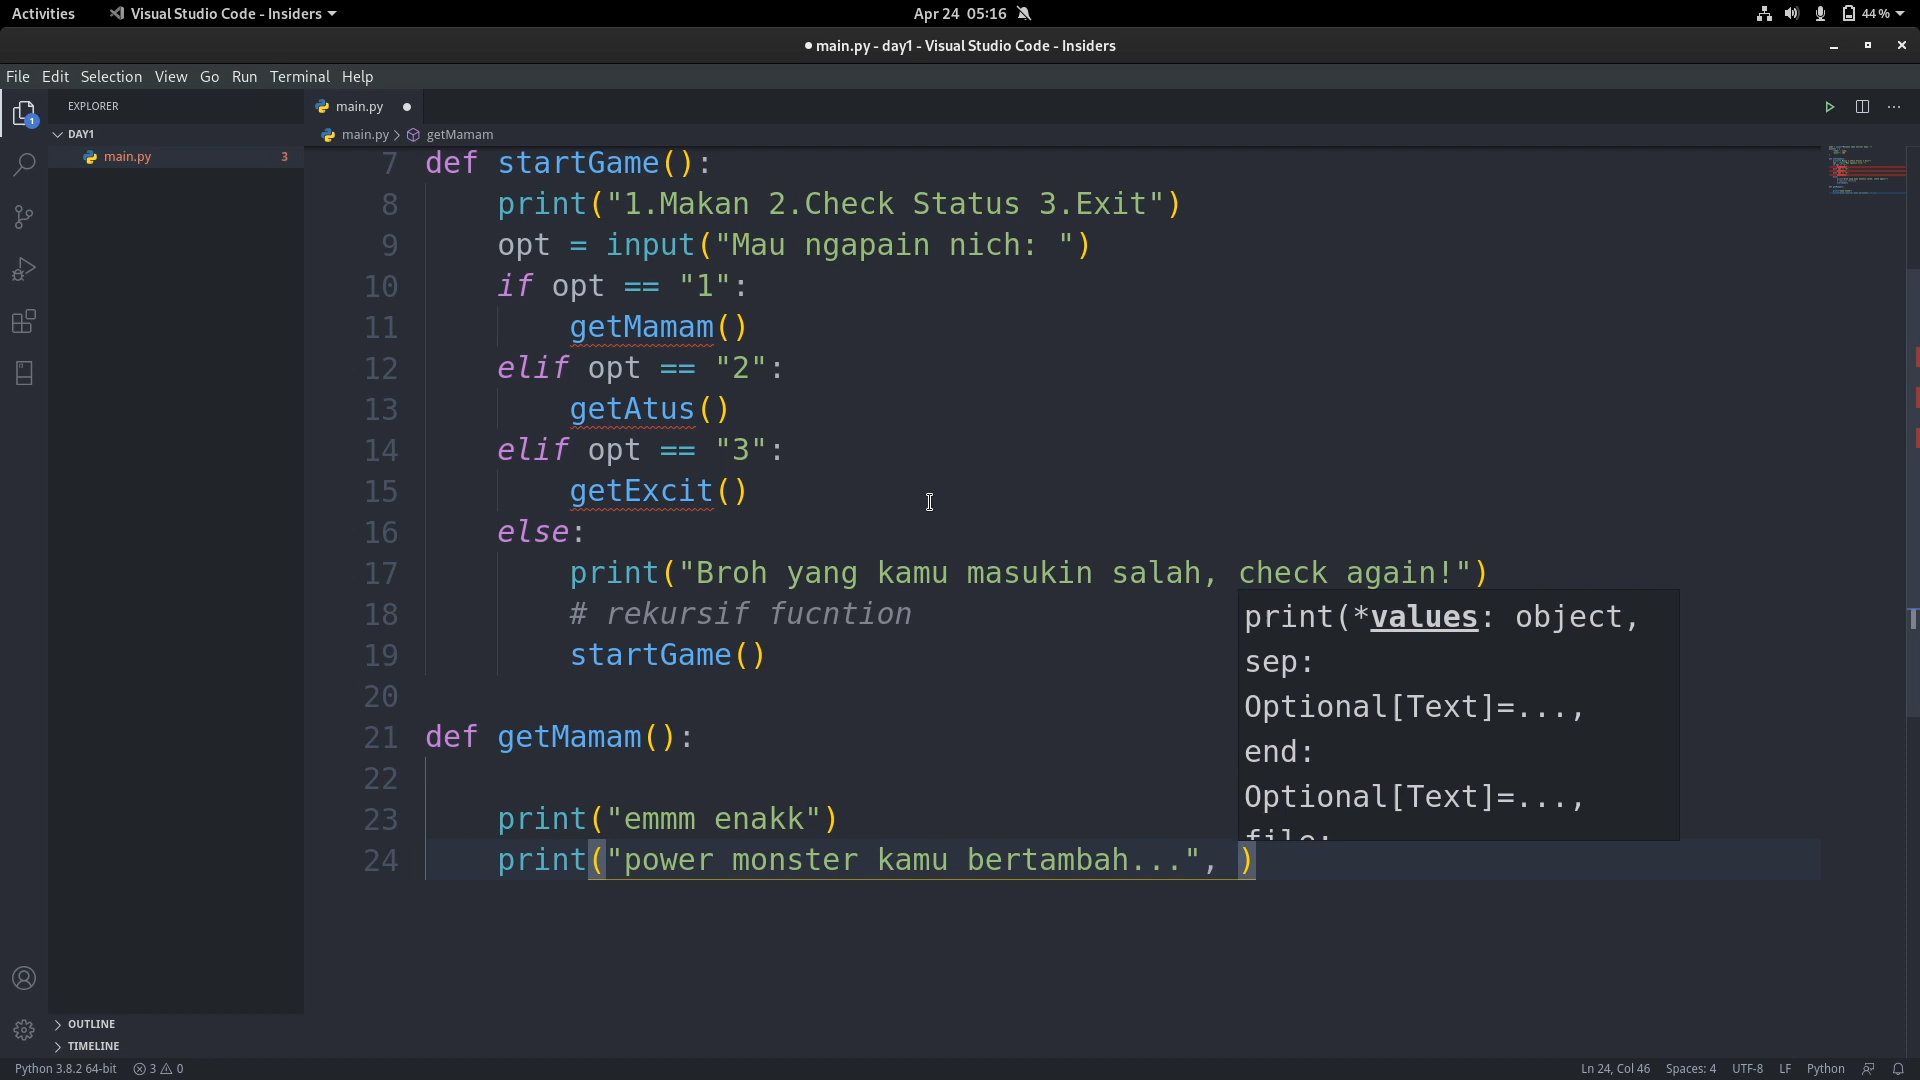 Activities Visual Studio Code - Insiders Apr 24 05:16 44 %
● main.py - day1 - Visual Studio Code - Insiders
File Edit Selection View Go Run Terminal Help
EXPLORER main.py
DAY1 main.py > getMamam
main.py 3
1
7 def startGame():
8 print("1.Makan 2.Check Status 3.Exit")
9 opt = input("Mau ngapain nich: ")
10 if opt == "1":
11 getMamam()
12 elif opt == "2":
13 getAtus()
14 elif opt == "3":
15 getExcit()
16 else:
17 print("Broh yang kamu masukin salah, check again!")
18 # rekursif fucntion
19 startGame()
20
21 def getMamam():
22
23 print("emmm enakk")
24 print("power monster kamu bertambah...", )
print(*values: object,
sep:
Optional[Text]=...,
end:
Optional[Text]=...,
file:
OUTLINE
TIMELINE
Python 3.8.2 64-bit 3 0 Ln 24, Col 46 Spaces: 4 UTF-8 LF Python